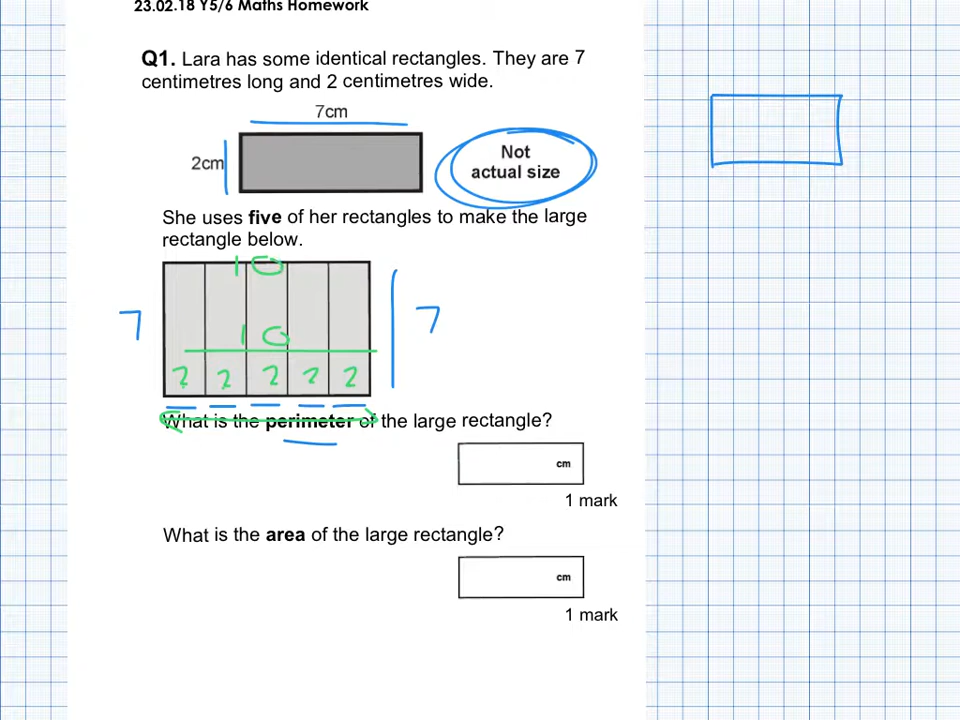 23.02.18 Y5/6 Maths Homework
Q1. Lara has some identical rectangles. They are 7
centimetres long and 2 centimetres wide.
7cm
2cm
Not
actual size
She uses five of her rectangles to make the large
rectangle below.
10
7
7
10
2 2 2 2 2
What is the perimeter of the large rectangle?
cm
1 mark
What is the area of the large rectangle?
cm
1 mark